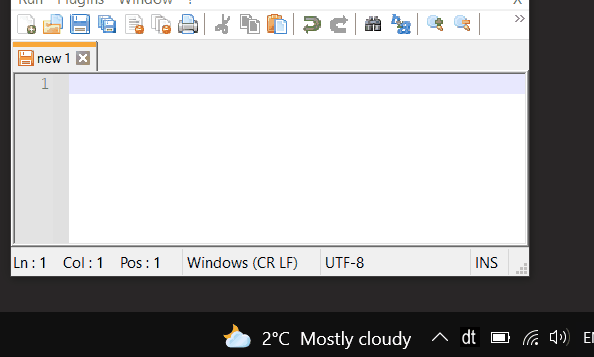 Run Plugins Window ? X
new 1
1
Ln : 1 Col : 1 Pos : 1 Windows (CR LF) UTF-8 INS
2°C Mostly cloudy dt